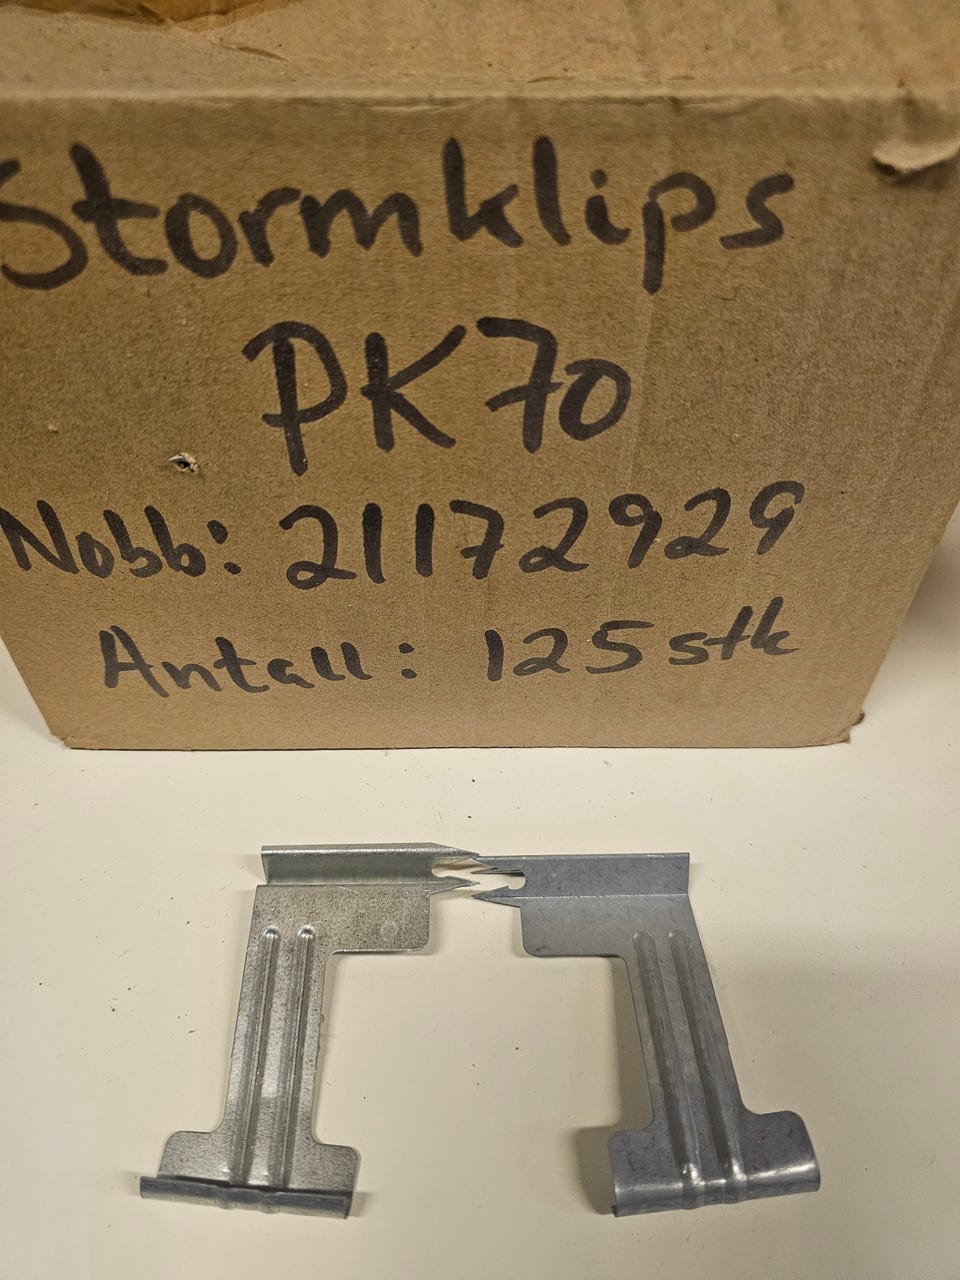 Stormklips
PK70
Nobb: 21172929
Antall: 125 stk